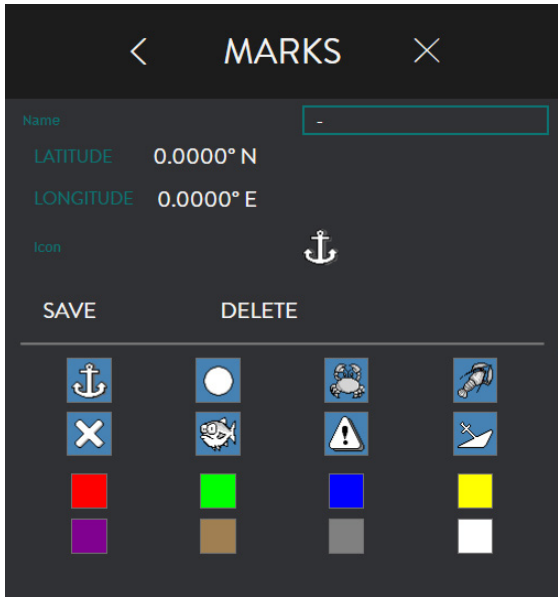 MARKS
Name -
LATITUDE 0.0000° N
LONGITUDE 0.0000° E
Icon
SAVE DELETE